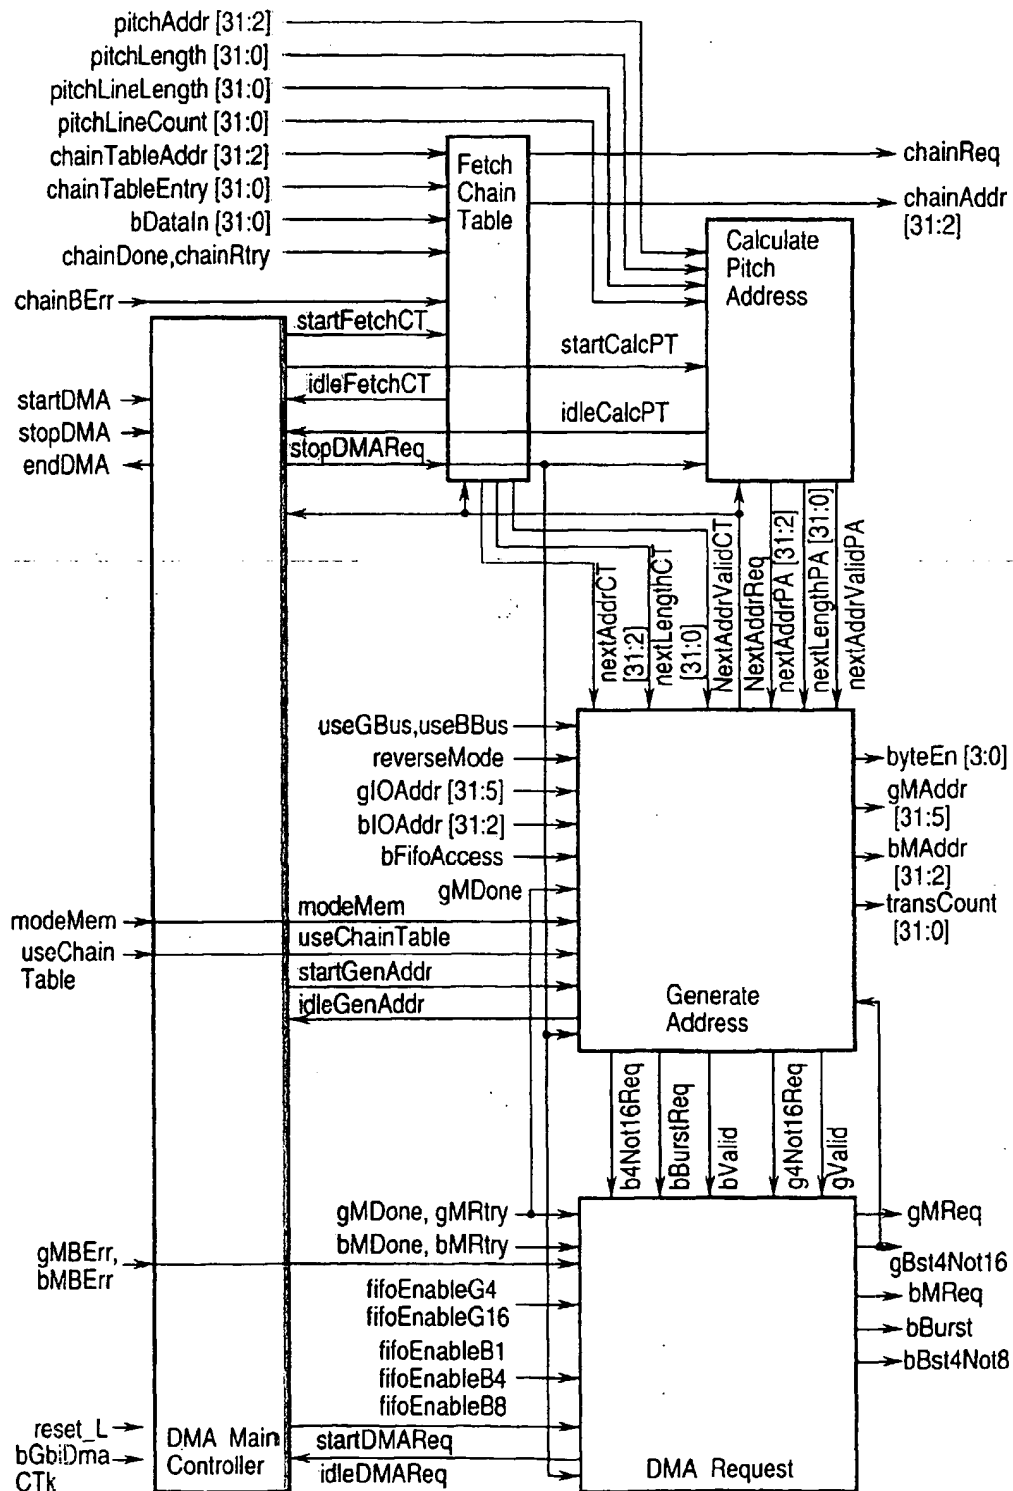 pitchAddr [31:2]
pitchLength [31:0]
pitchLineLength [31:0]
pitchLineCount [31:0]
chainTableAddr [31:2]
chainTableEntry [31:0]
bDataIn [31:0]
chainDone,chainRtry
chainBErr
Fetch
Chain
Table
chainReq
chainAddr
[31:2]
Calculate
Pitch
Address
startFetchCT
startCalcPT
idleFetchCT
idleCalcPT
stopDMAReq
startDMA
stopDMA
endDMA
nextAddrCT
[31:2]
nextLengthCT
[31:0]
NextAddrValidCT
NextAddrReq
nextAddrPA [31:2]
nextLengthPA [31:0]
nextAddrValidPA
useGBus,useBBus
reverseMode
gIOAddr [31:5]
bIOAddr [31:2]
bFifoAccess
gMDone
byteEn [3:0]
gMAddr
[31:5]
bMAddr
[31:2]
transCount
[31:0]
modeMem
useChain
Table
modeMem
useChainTable
startGenAddr
idleGenAddr
Generate
Address
b4Not16Req
bBurstReq
bValid
g4Not16Req
gValid
gMDone, gMRtry
bMDone, bMRtry
gMBErr,
bMBErr
fifoEnableG4
fifoEnableG16
fifoEnableB1
fifoEnableB4
fifoEnableB8
gMReq
gBst4Not16
bMReq
bBurst
bBst4Not8
reset_L
bGbiDma
CTk
DMA Main
Controller
startDMAReq
idleDMAReq
DMA Request